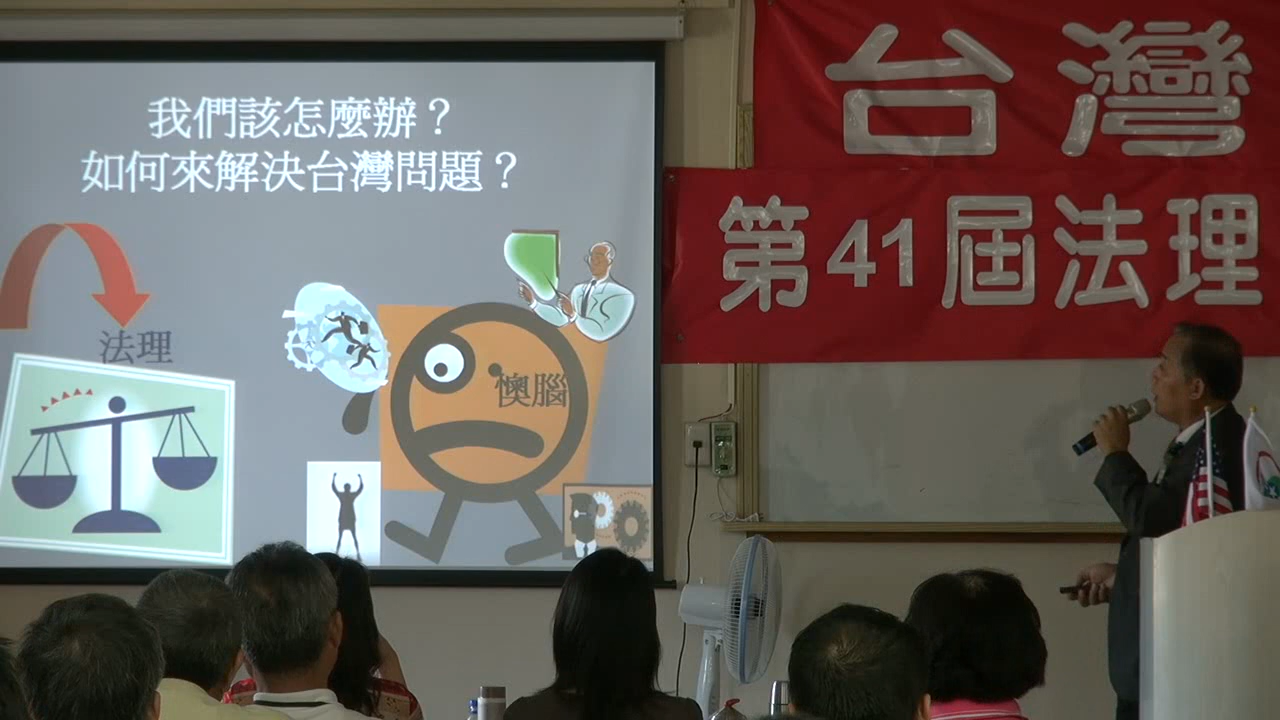 我們該怎麼辦？
如何來解決台灣問題？
法理
懊腦
台灣
第41屆法理